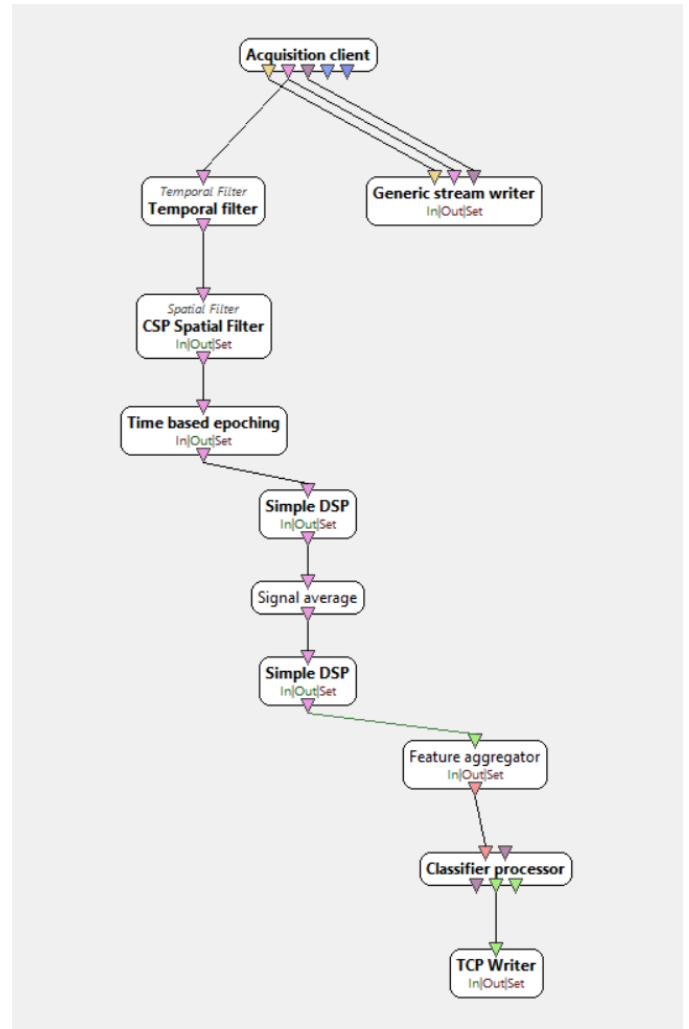 Acquisition client
Temporal Filter
Temporal filter
Generic stream writer
In|Out|Set
Spatial Filter
CSP Spatial Filter
In|Out|Set
Time based epoching
In|Out|Set
Simple DSP
In|Out|Set
Signal average
Simple DSP
In|Out|Set
Feature aggregator
In|Out|Set
Classifier processor
TCP Writer
In|Out|Set